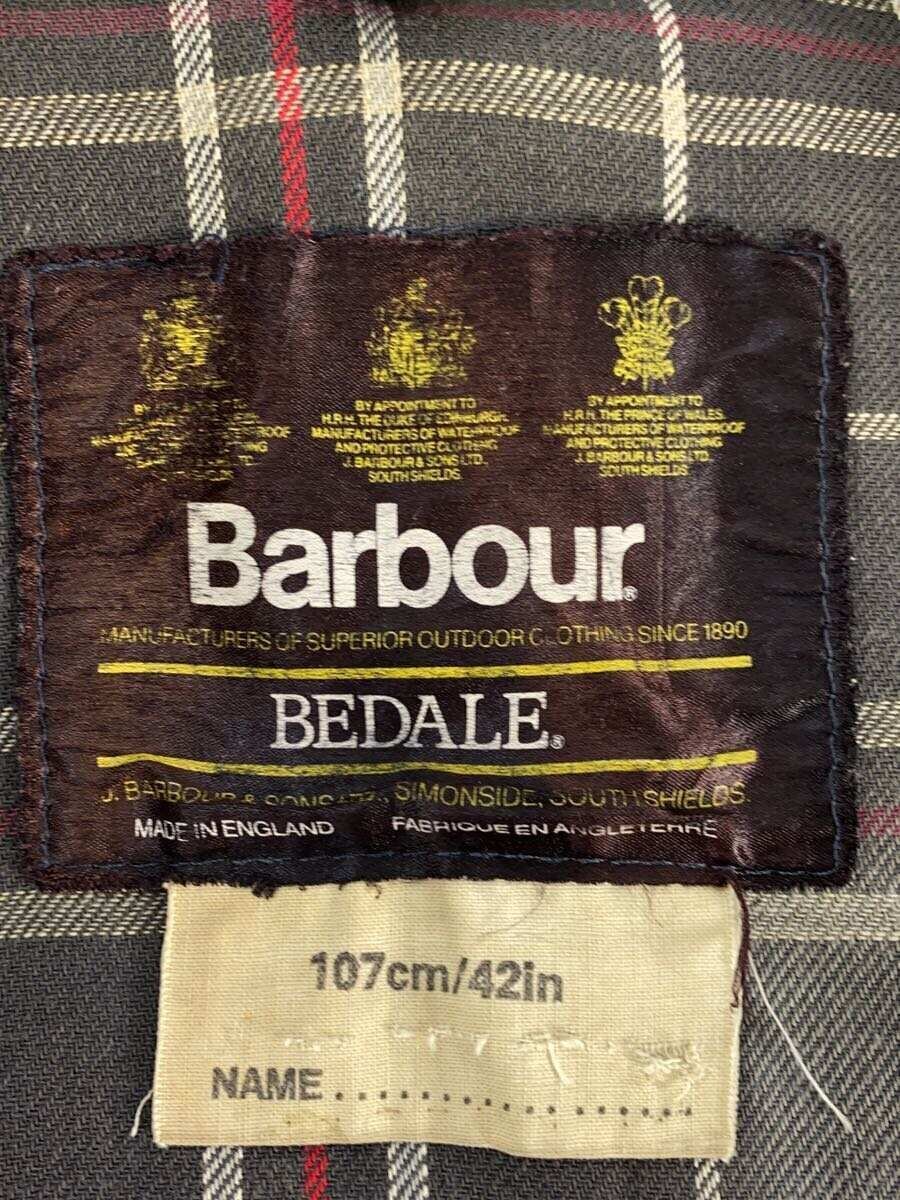 BY APPOINTMENT TO
H.R.H. THE DUKE OF EDINBURGH
MANUFACTURERS OF WATERPROOF
AND PROTECTIVE CLOTHING
J. BARBOUR & SONS LTD.
SOUTH SHIELDS.
BY APPOINTMENT TO
H.R.H. THE PRINCE OF WALES
MANUFACTURERS OF WATERPROOF
AND PROTECTIVE CLOTHING
J. BARBOUR & SONS LTD.
SOUTH SHIELDS.
Barbour®
MANUFACTURERS OF SUPERIOR OUTDOOR CLOTHING SINCE 1890
BEDALE®
J. BARBOUR & SONS LTD., SIMONSIDE, SOUTH SHIELDS.
MADE IN ENGLAND FABRIQUE EN ANGLETERRE
107cm/42in
NAME....................